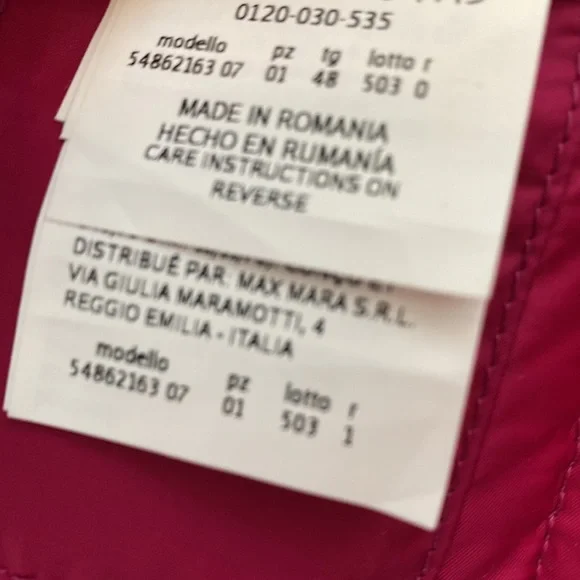 0120-030-535
modello pz tg lotto r
54862163 07 01 48 503 0
MADE IN ROMANIA
HECHO EN RUMANÍA
CARE INSTRUCTIONS ON
REVERSE
DISTRIBUÉ PAR: MAX MARA S.R.L.
VIA GIULIA MARAMOTTI, 4
REGGIO EMILIA - ITALIA
modello pz lotto r
54862163 07 01 503 1